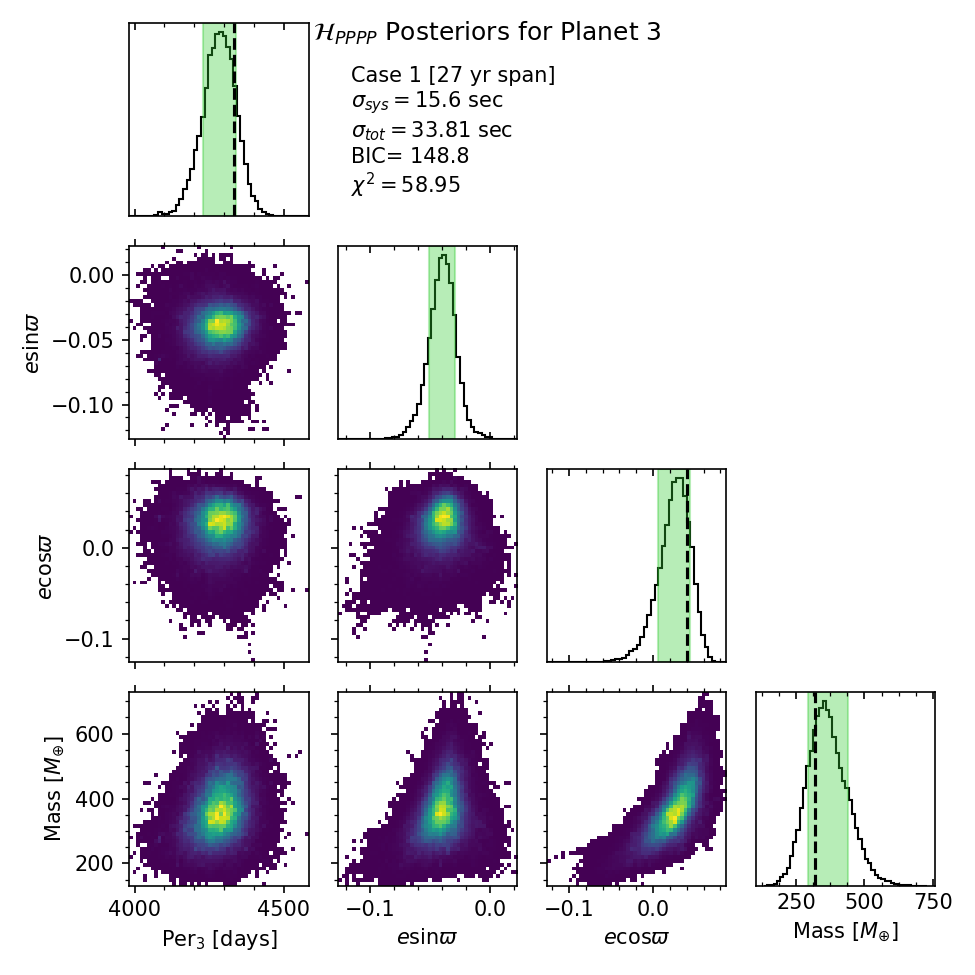 ℋ_PPPP Posteriors for Planet 3
Case 1 [27 yr span]
σ_sys = 15.6 sec
σ_tot = 33.81 sec
BIC= 148.8
χ² = 58.95
0.00
−0.05
−0.10
esinϖ
0.0
−0.1
ecosϖ
600
400
200
Mass [M⊕]
4000 4500
−0.1 0.0
−0.1 0.0
250 500 750
Per₃ [days]
esinϖ
ecosϖ
Mass [M⊕]